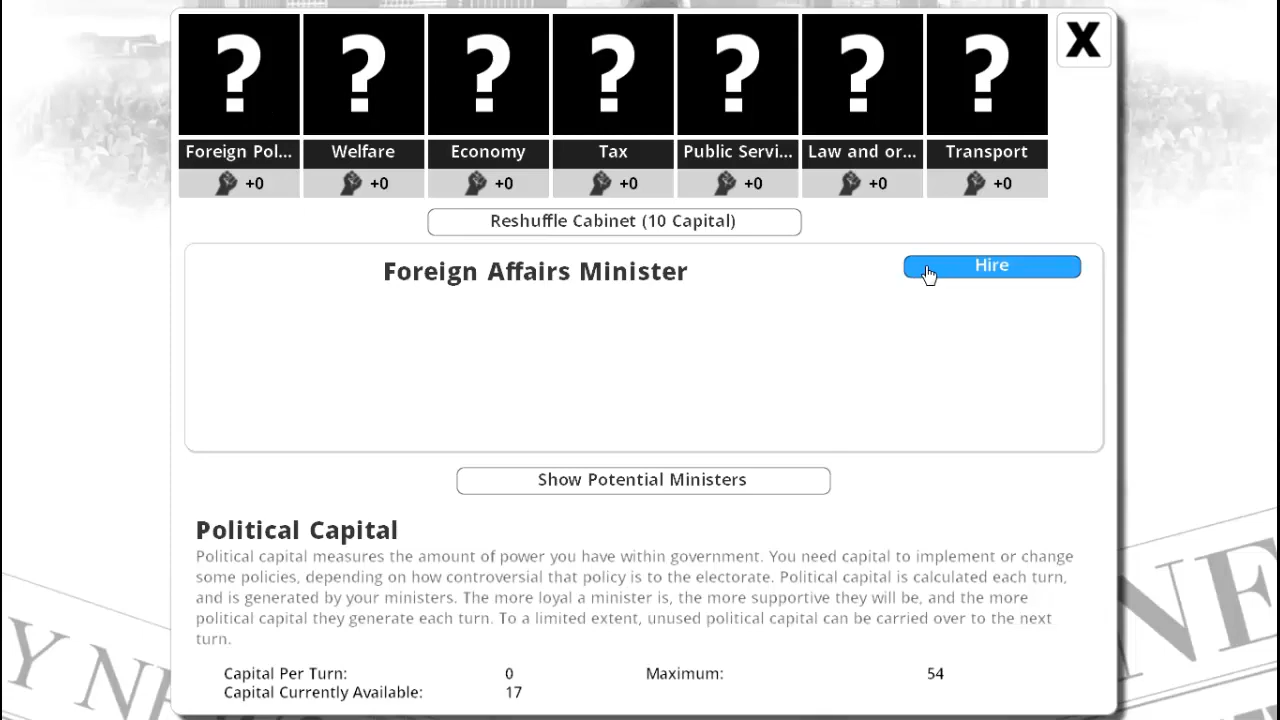 ? ? ? ? ? ? ?
X
Foreign Pol... Welfare Economy Tax Public Servi... Law and or... Transport
+0 +0 +0 +0 +0 +0 +0
Reshuffle Cabinet (10 Capital)
Foreign Affairs Minister
Hire
Show Potential Ministers
Political Capital
Political capital measures the amount of power you have within government. You need capital to implement or change
some policies, depending on how controversial that policy is to the electorate. Political capital is calculated each turn,
and is generated by your ministers. The more loyal a minister is, the more supportive they will be, and the more
political capital they generate each turn. To a limited extent, unused political capital can be carried over to the next
turn.
Capital Per Turn: 0 Maximum: 54
Capital Currently Available: 17
Y NE
NE